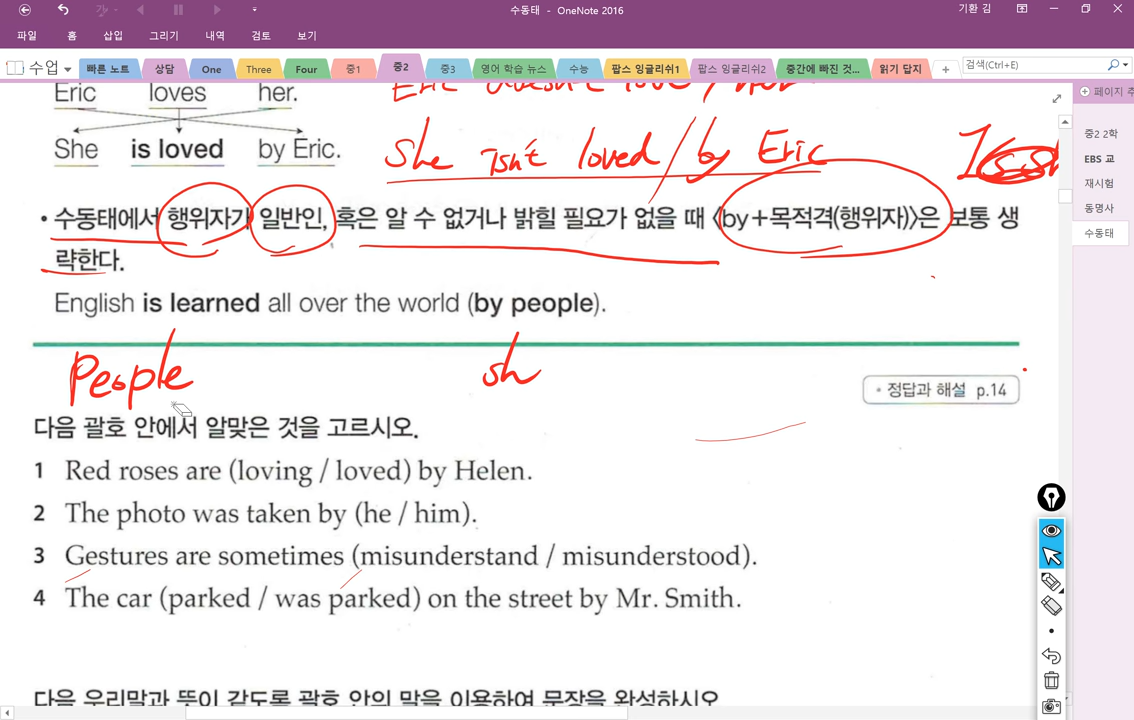 수동태 - OneNote 2016
기환 김
파일 홈 삽입 그리기 내역 검토 보기
수업 빠른 노트 상담 One Three Four 중1 중2 중3 영어 학습 뉴스 수능 팝스 잉글리쉬1 팝스 잉글리쉬2 중간에 빠진 것... 읽기 답지 +
검색(Ctrl+E)
페이지 추
중2 2학
EBS 교
재시험
동명사
수동태
Eric loves her.
Eric doesn't love / her
She is loved by Eric.
She isn't loved / by Eric
• 수동태에서 행위자가 일반인, 혹은 알 수 없거나 밝힐 필요가 없을 때 〈by+목적격(행위자)〉은 보통 생
략한다.
English is learned all over the world (by people).
People sh
• 정답과 해설 p.14
다음 괄호 안에서 알맞은 것을 고르시오.
1 Red roses are (loving / loved) by Helen.
2 The photo was taken by (he / him).
3 Gestures are sometimes (misunderstand / misunderstood).
4 The car (parked / was parked) on the street by Mr. Smith.
다음 우리말과 뜻이 같도록 괄호 안의 말을 이용하여 문장을 완성하시오